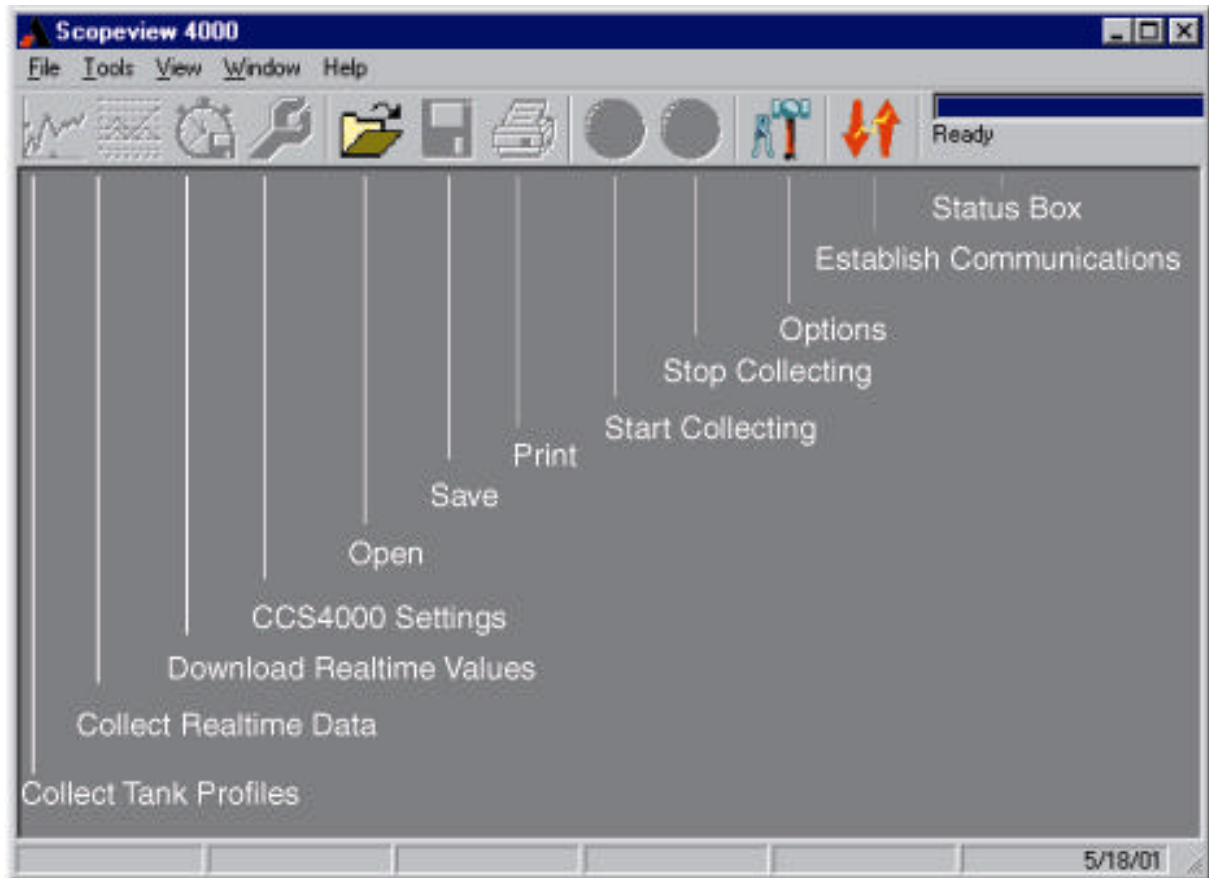 Scopeview 4000
File Tools View Window Help
Ready
Status Box
Establish Communications
Options
Stop Collecting
Start Collecting
Print
Save
Open
CCS4000 Settings
Download Realtime Values
Collect Realtime Data
Collect Tank Profiles
5/18/01